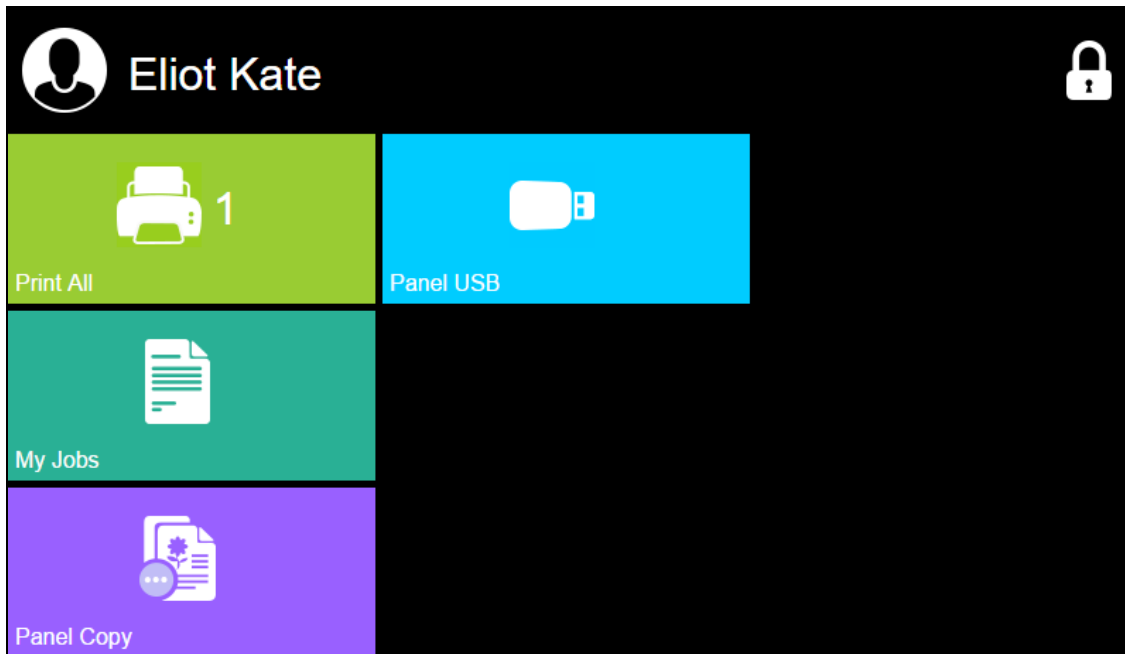 Eliot Kate
1
Print All
Panel USB
My Jobs
Panel Copy